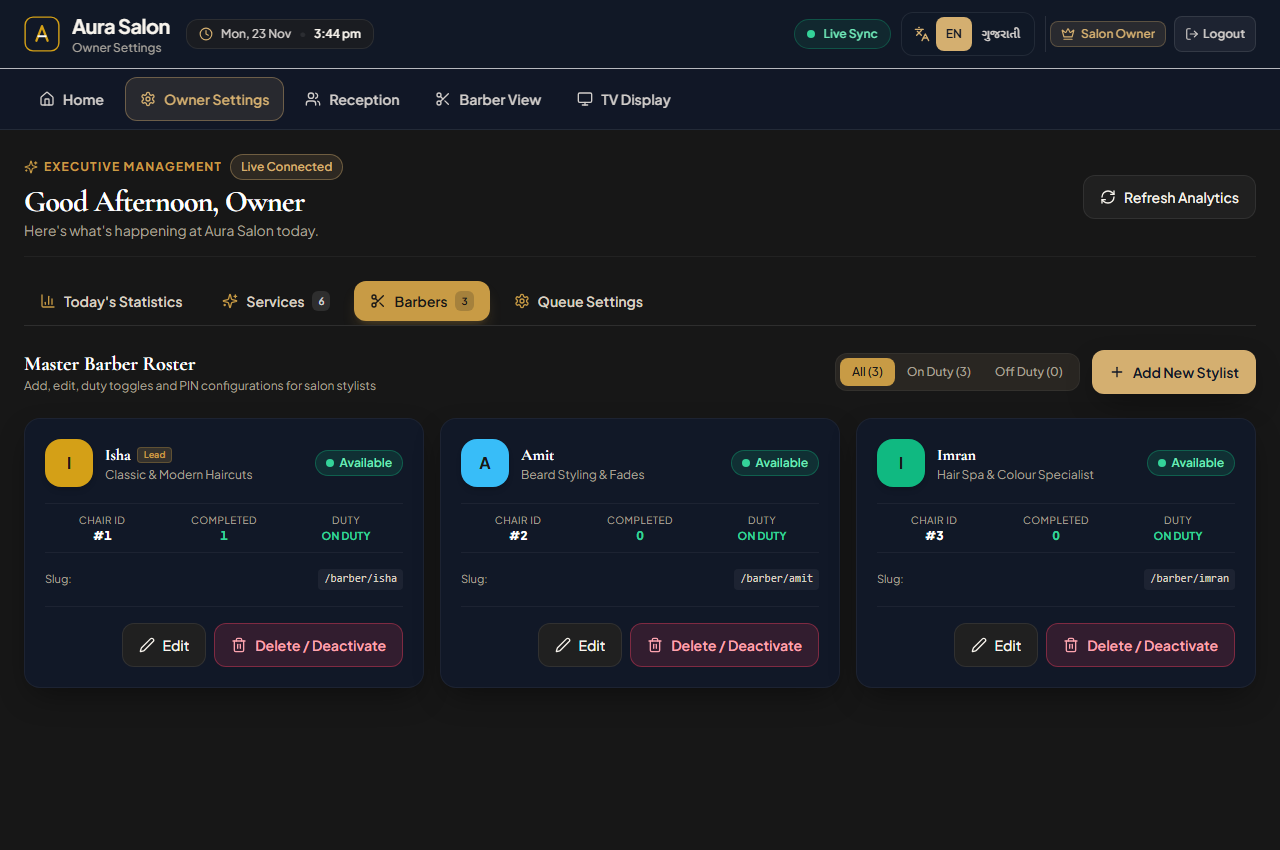 A
Aura Salon
Owner Settings
Mon, 23 Nov • 3:44 pm
Live Sync
EN
ગુજરાતી
Salon Owner
Logout
Home
Owner Settings
Reception
Barber View
TV Display
EXECUTIVE MANAGEMENT
Live Connected
Good Afternoon, Owner
Here's what's happening at Aura Salon today.
Refresh Analytics
Today's Statistics
Services 6
Barbers 3
Queue Settings
Master Barber Roster
Add, edit, duty toggles and PIN configurations for salon stylists
All (3)
On Duty (3)
Off Duty (0)
+ Add New Stylist
I
Isha Lead
Classic & Modern Haircuts
Available
CHAIR ID COMPLETED DUTY
#1 1 ON DUTY
Slug: /barber/isha
Edit
Delete / Deactivate
A
Amit
Beard Styling & Fades
Available
CHAIR ID COMPLETED DUTY
#2 0 ON DUTY
Slug: /barber/amit
Edit
Delete / Deactivate
I
Imran
Hair Spa & Colour Specialist
Available
CHAIR ID COMPLETED DUTY
#3 0 ON DUTY
Slug: /barber/imran
Edit
Delete / Deactivate